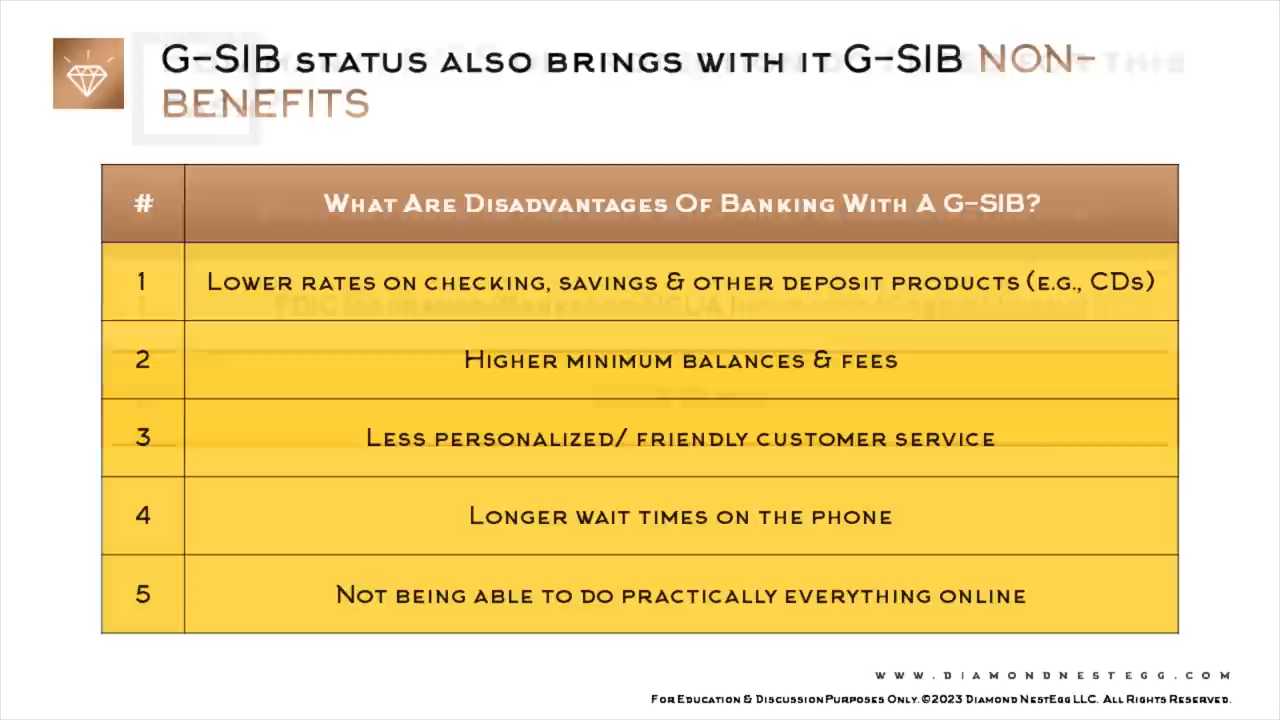 G-SIB STATUS ALSO BRINGS WITH IT G-SIB NON-
BENEFITS
# What Are Disadvantages Of Banking With A G-SIB?
1 Lower rates on checking, savings & other deposit products (e.g., CDs)
2 Higher minimum balances & fees
3 Less personalized/ friendly customer service
4 Longer wait times on the phone
5 Not being able to do practically everything online
WWW.DIAMONDNESTEGG.COM
For Education & Discussion Purposes Only. ©2023 Diamond NestEgg LLC. All Rights Reserved.